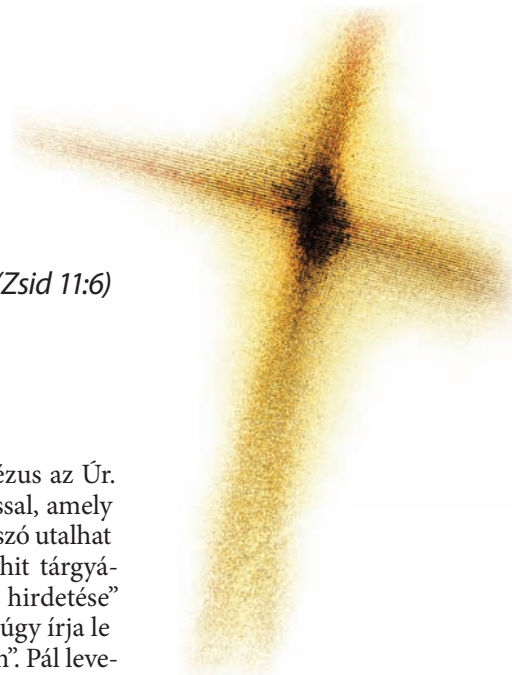 (Zsid 11:6)
ézus az Úr.
ssal, amely
szó utalhat
hit tárgyá-
hirdetése”
úgy írja le
n”. Pál leve-